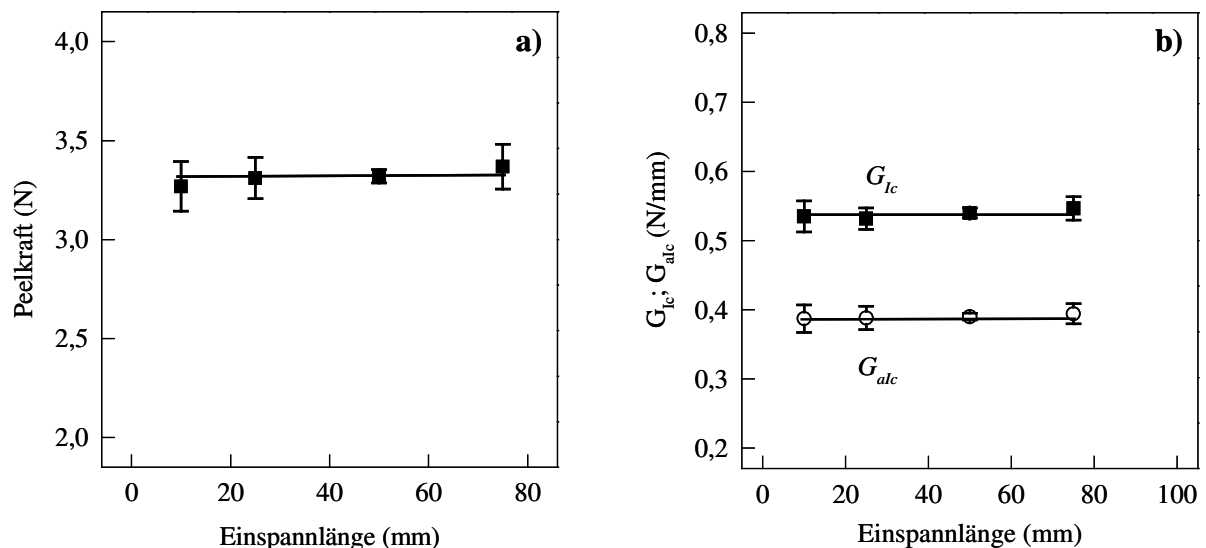 a)
4,0
3,5
3,0
2,5
2,0
Peelkraft (N)
0 20 40 60 80
Einspannlänge (mm)
b)
0,8
0,7
0,6
0,5
0,4
0,3
0,2
G_Ic; G_aIc (N/mm)
G_Ic
G_aIc
0 20 40 60 80 100
Einspannlänge (mm)